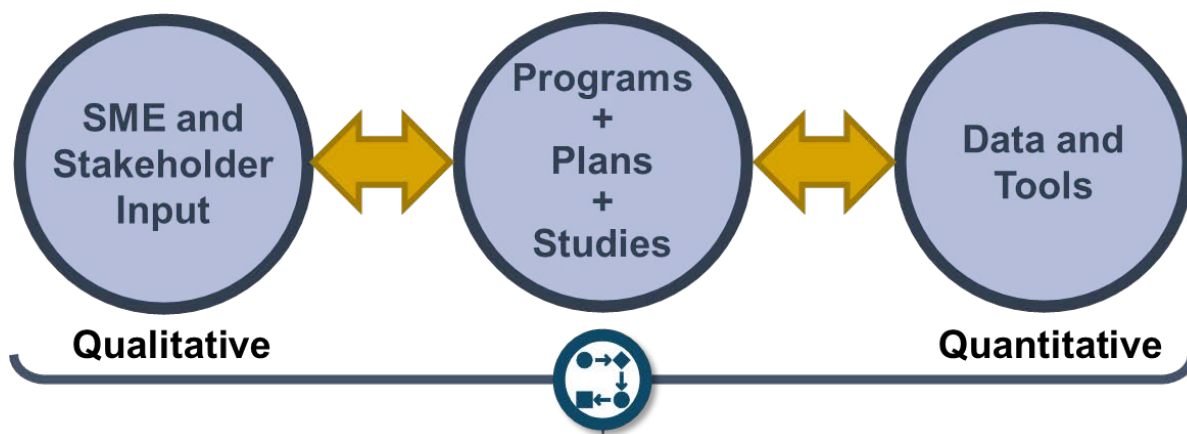 SME and
Stakeholder
Input
Programs
+
Plans
+
Studies
Data and
Tools
Qualitative
Quantitative